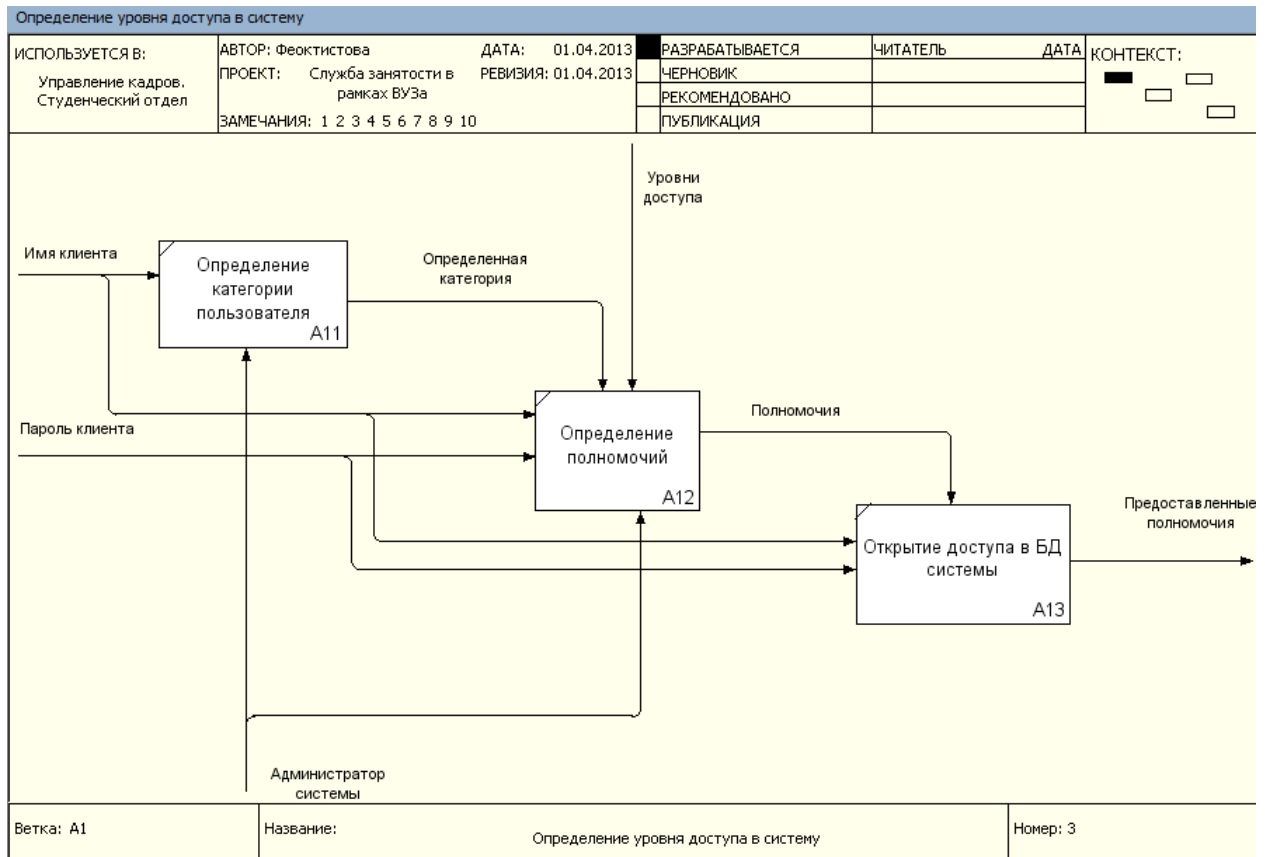 Определение уровня доступа в систему
ИСПОЛЬЗУЕТСЯ В:
Управление кадров.
Студенческий отдел
АВТОР: Феоктистова
ДАТА: 01.04.2013
ПРОЕКТ: Служба занятости в
рамках ВУЗа
РЕВИЗИЯ: 01.04.2013
ЗАМЕЧАНИЯ: 1 2 3 4 5 6 7 8 9 10
РАЗРАБАТЫВАЕТСЯ
ЧЕРНОВИК
РЕКОМЕНДОВАНО
ПУБЛИКАЦИЯ
ЧИТАТЕЛЬ
ДАТА
КОНТЕКСТ:
Уровни
доступа
Имя клиента
Определение
категории
пользователя
A11
Определенная
категория
Пароль клиента
Определение
полномочий
A12
Полномочия
Открытие доступа в БД
системы
A13
Предоставленные
полномочия
Администратор
системы
Ветка: A1
Название:
Определение уровня доступа в систему
Номер: 3